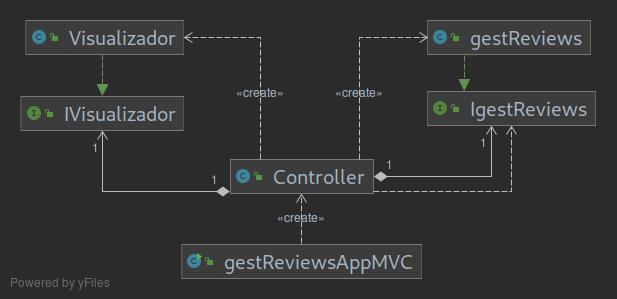 C Visualizador
C gestReviews
«create»
«create»
I IVisualizador
I IgestReviews
1
1
1
1
C Controller
«create»
C gestReviewsAppMVC
Powered by yFiles